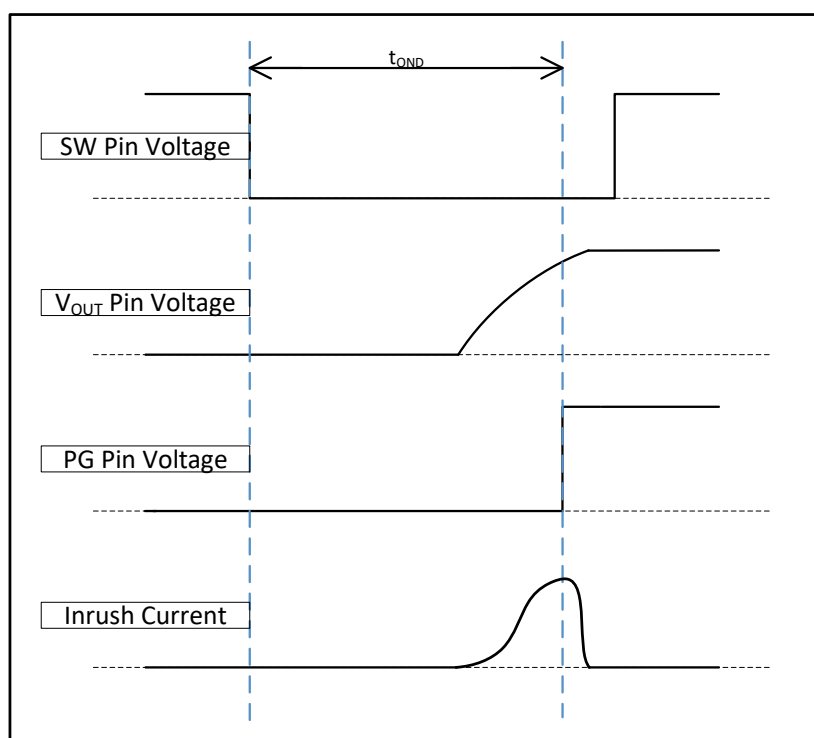 tOND
SW Pin Voltage
VOUT Pin Voltage
PG Pin Voltage
Inrush Current